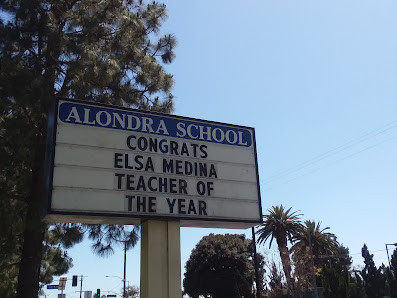 ALONDRA SCHOOL
CONGRATS
ELSA MEDINA
TEACHER OF
THE YEAR